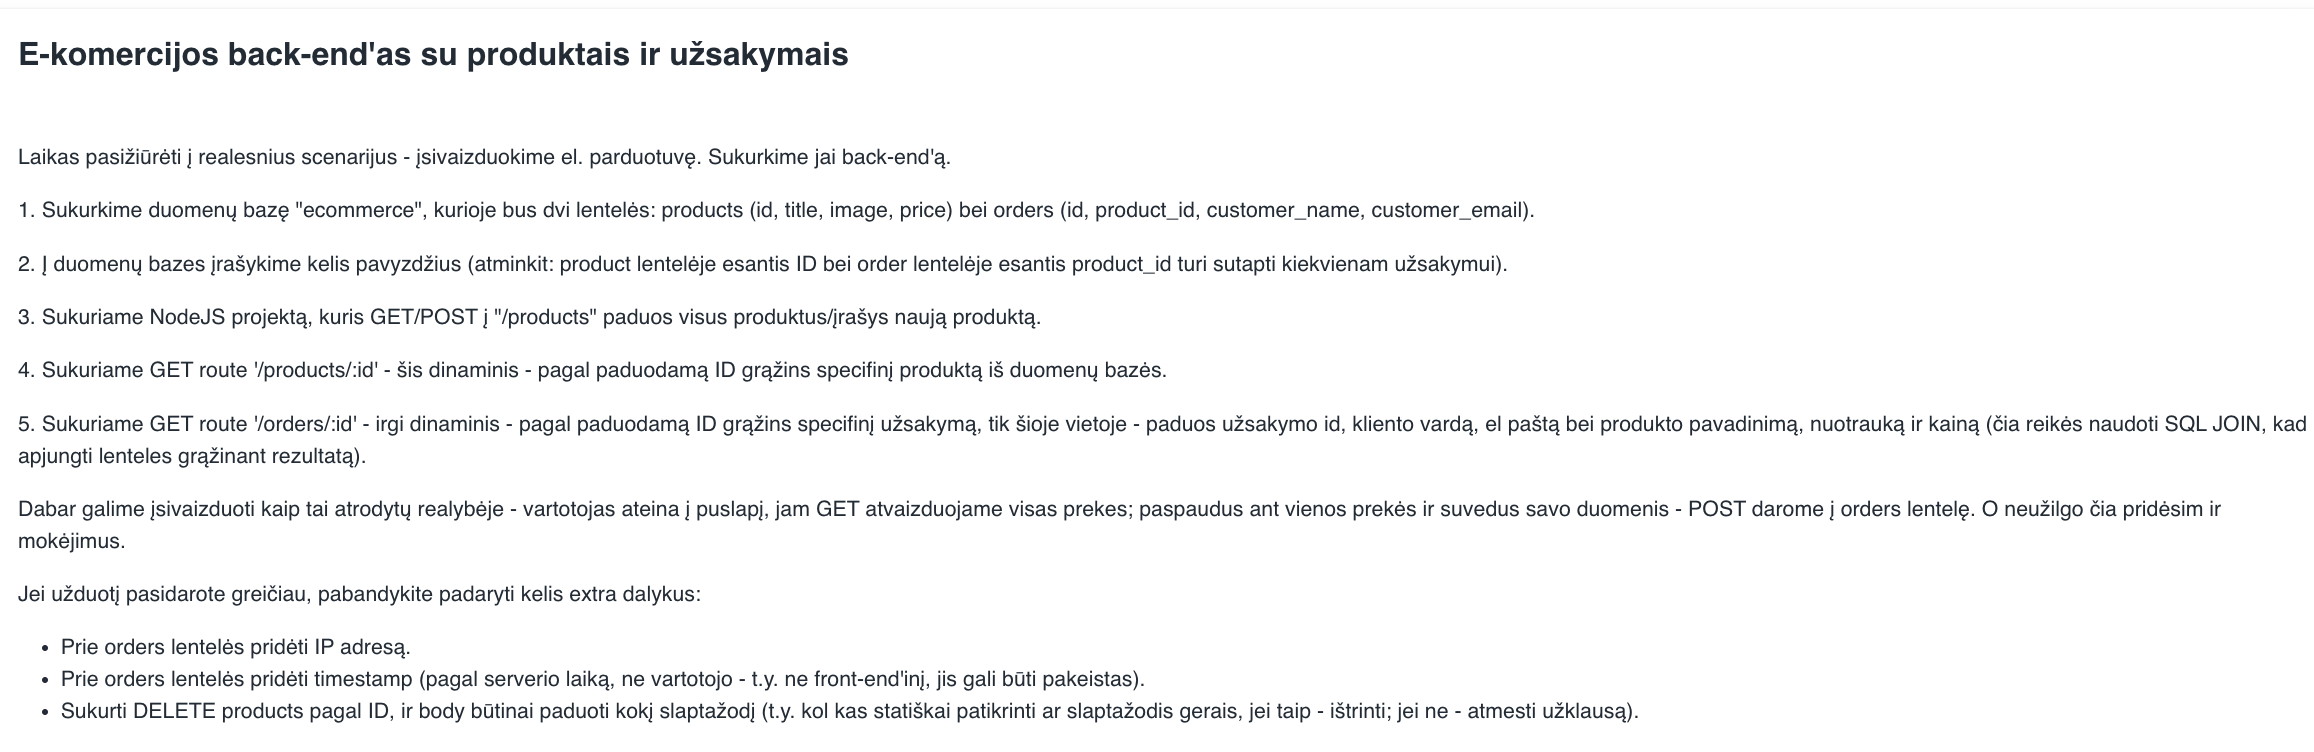 E-komercijos back-end'as su produktais ir užsakymais
Laikas pasižiūrėti į realesnius scenarijus - įsivaizduokime el. parduotuvę. Sukurkime jai back-end'ą.
1. Sukurkime duomenų bazę "ecommerce", kurioje bus dvi lentelės: products (id, title, image, price) bei orders (id, product_id, customer_name, customer_email).
2. Į duomenų bazes įrašykime kelis pavyzdžius (atminkit: product lentelėje esantis ID bei order lentelėje esantis product_id turi sutapti kiekvienam užsakymui).
3. Sukuriame NodeJS projektą, kuris GET/POST į "/products" paduos visus produktus/įrašys naują produktą.
4. Sukuriame GET route '/products/:id' - šis dinaminis - pagal paduodamą ID grąžins specifinį produktą iš duomenų bazės.
5. Sukuriame GET route '/orders/:id' - irgi dinaminis - pagal paduodamą ID grąžins specifinį užsakymą, tik šioje vietoje - paduos užsakymo id, kliento vardą, el paštą bei produkto pavadinimą, nuotrauką ir kainą (čia reikės naudoti SQL JOIN, kad
apjungti lenteles grąžinant rezultatą).
Dabar galime įsivaizduoti kaip tai atrodytų realybėje - vartotojas ateina į puslapį, jam GET atvaizduojame visas prekes; paspaudus ant vienos prekės ir suvedus savo duomenis - POST darome į orders lentelę. O neužilgo čia pridėsim ir
mokėjimus.
Jei užduotį pasidarote greičiau, pabandykite padaryti kelis extra dalykus:
• Prie orders lentelės pridėti IP adresą.
• Prie orders lentelės pridėti timestamp (pagal serverio laiką, ne vartotojo - t.y. ne front-end'inį, jis gali būti pakeistas).
• Sukurti DELETE products pagal ID, ir body būtinai paduoti kokį slaptažodį (t.y. kol kas statiškai patikrinti ar slaptažodis gerais, jei taip - ištrinti; jei ne - atmesti užklausą).